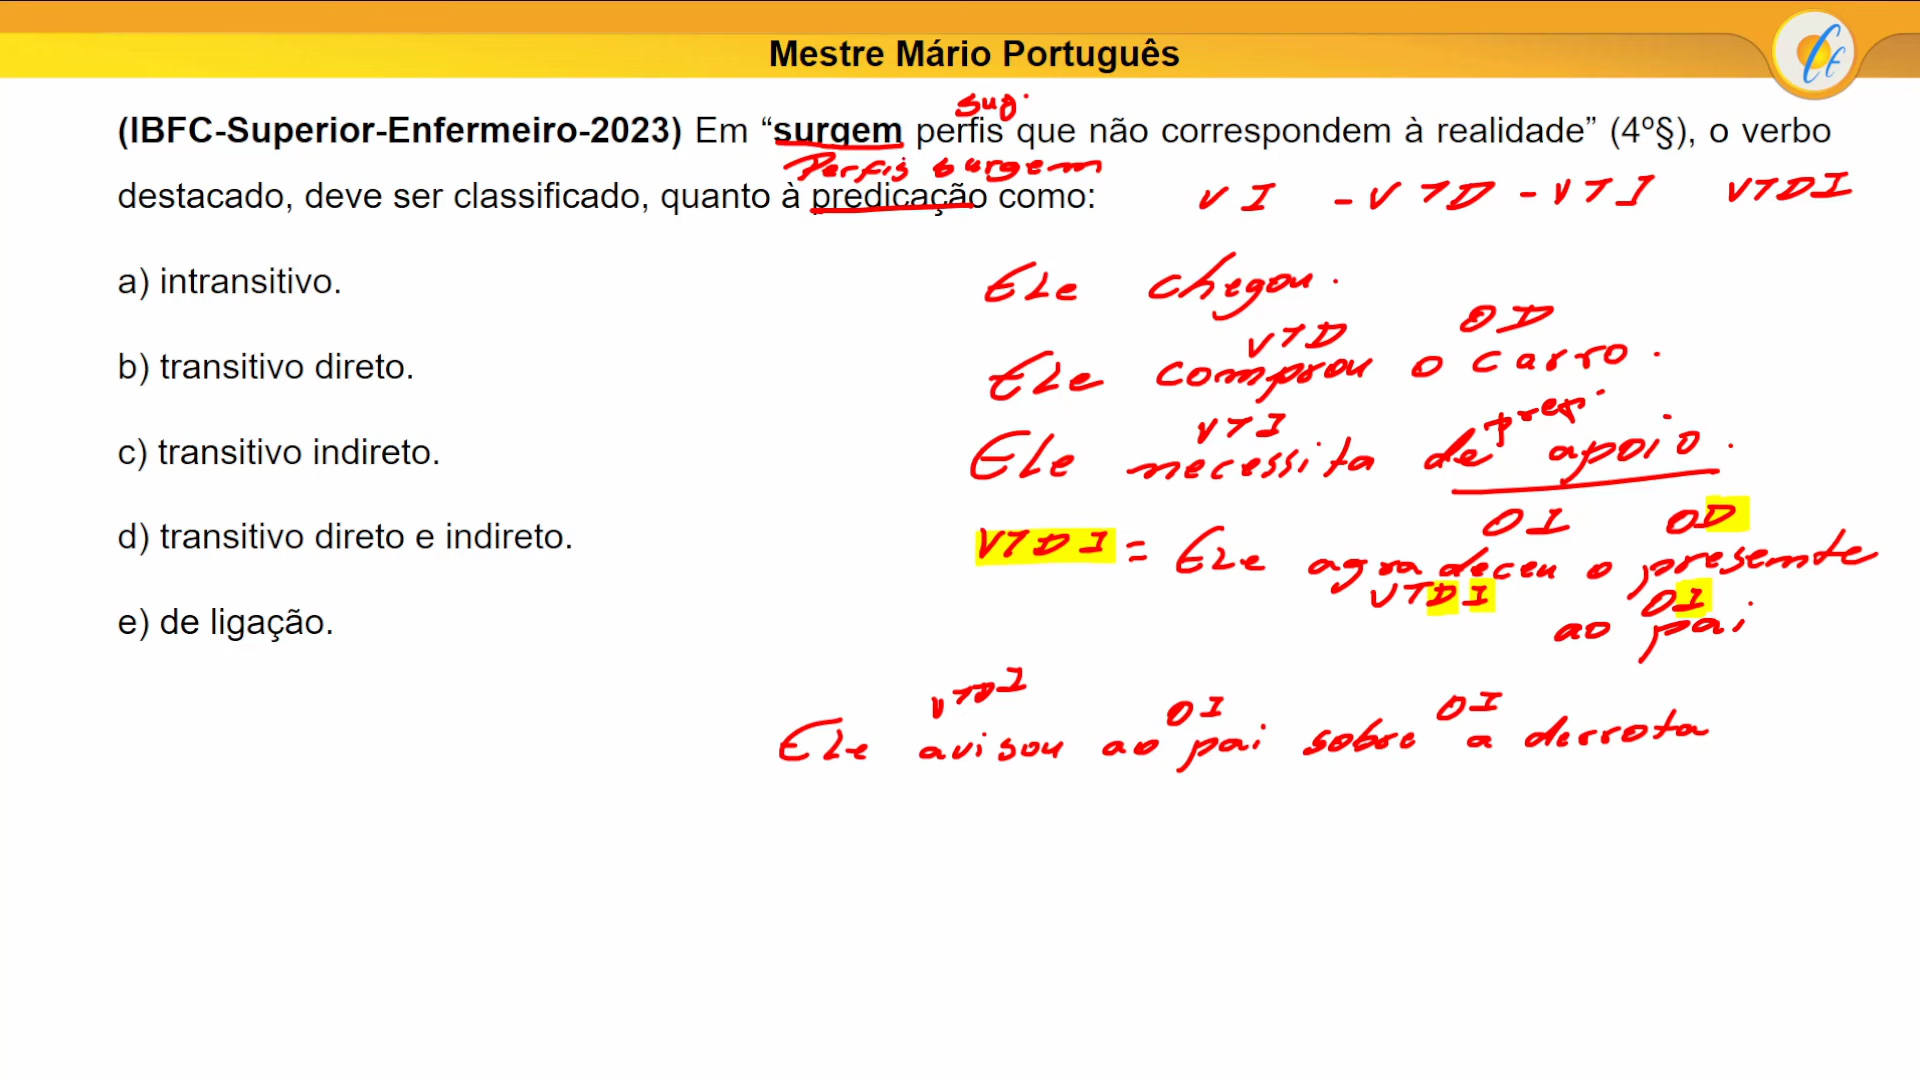 Mestre Mário Português
suj.
(IBFC-Superior-Enfermeiro-2023) Em “surgem perfis que não correspondem à realidade” (4º§), o verbo
Perfis surgem
destacado, deve ser classificado, quanto à predicação como: VI - VTD - VTI VTDI
a) intransitivo. Ele chegou.
VTD OD
b) transitivo direto. Ele comprou o carro.
VTI prep.
c) transitivo indireto. Ele necessita de apoio.
OI OD
d) transitivo direto e indireto. VTDI = Ele agradeceu o presente
VTDI OI
e) de ligação. ao pai
VTDI OI OI
Ele avisou ao pai sobre a derrota